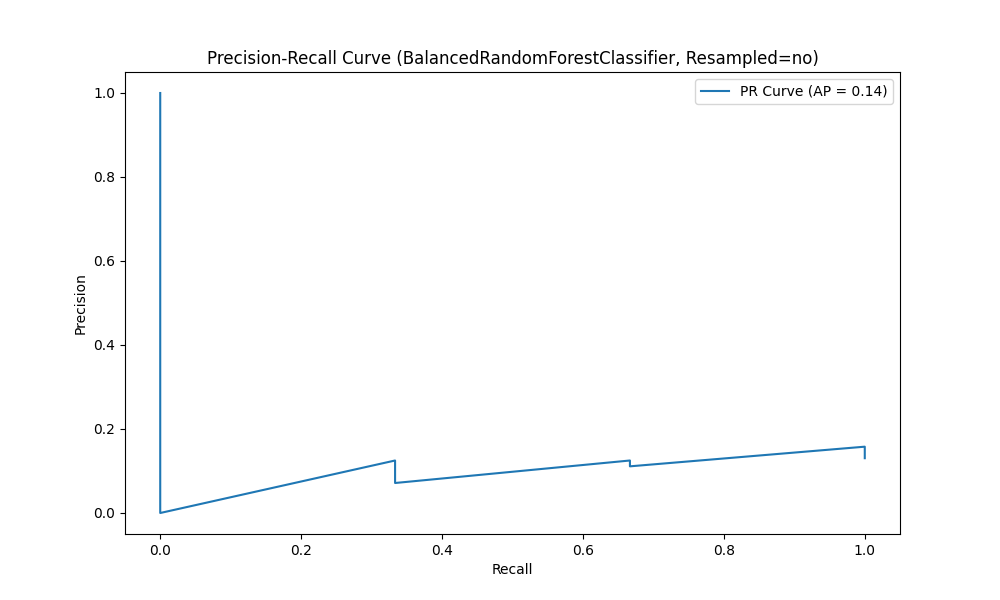 Precision-Recall Curve (BalancedRandomForestClassifier, Resampled=no)
PR Curve (AP = 0.14)
Precision
1.0
0.8
0.6
0.4
0.2
0.0
0.0 0.2 0.4 0.6 0.8 1.0
Recall